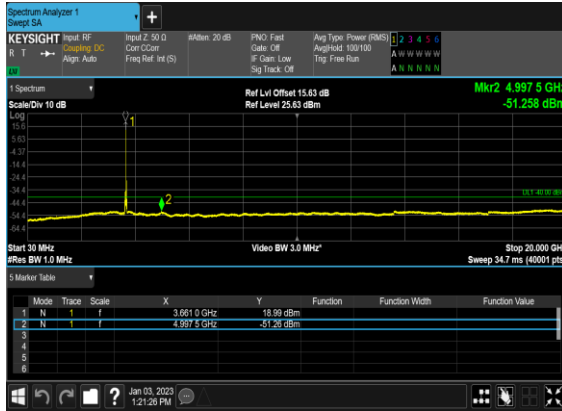 Spectrum Analyzer 1
Swept SA
+
KEYSIGHT Input: RF Input Z: 50 Ω #Atten: 20 dB PNO: Fast Avg Type: Power (RMS) 1 2 3 4 5 6
R T Coupling: DC Corr CCorr Gate: Off Avg|Hold: 100/100 A W W W W W
Align: Auto Freq Ref: Int (S) IF Gain: Low Trig: Free Run
Sig Track: Off A N N N N N
1 Spectrum Ref Lvl Offset 15.63 dB Mkr2 4.997 5 GHz
Scale/Div 10 dB Ref Level 25.63 dBm -51.258 dBm
Log
15.6
5.63
-4.37
-14.4
-24.4
-34.4
-44.4
-54.4
-64.4
1
2
Start 30 MHz Video BW 3.0 MHz* Stop 20.000 GHz
#Res BW 1.0 MHz Sweep 34.7 ms (40001 pts)
5 Marker Table
Mode Trace Scale X Y Function Function Width Function Value
1 N 1 f 3.661 0 GHz 18.99 dBm
2 N 1 f 4.997 5 GHz -51.26 dBm
3
4
5
6
? Jan 03, 2023
1:21:26 PM